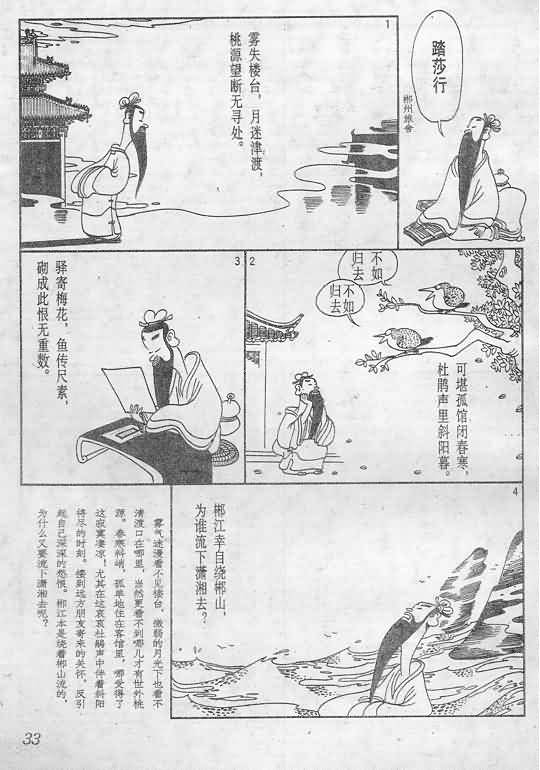 踏莎行
郴州旅舍
1
雾失楼台，月迷津渡，
桃源望断无寻处。
2
不如
归去
不如
归去
可堪孤馆闭春寒，
杜鹃声里斜阳暮。
3
驿寄梅花，鱼传尺素，
砌成此恨无重数。
4
郴江幸自绕郴山，
为谁流下潇湘去？
雾气迷漫看不见楼台，微弱的月光下也看不
清渡口在哪里，当然更看不到哪儿才有世外桃
源。春寒料峭，孤单地住在客馆里，哪受得了
这寂寞凄凉！尤其在这哀哀杜鹃声中伴着斜阳
将尽的时刻。接到远方朋友寄来的关怀，反引
起自己深深的愁恨。郴江本是绕着郴山流的，
为什么又要流下潇湘去呢？
33